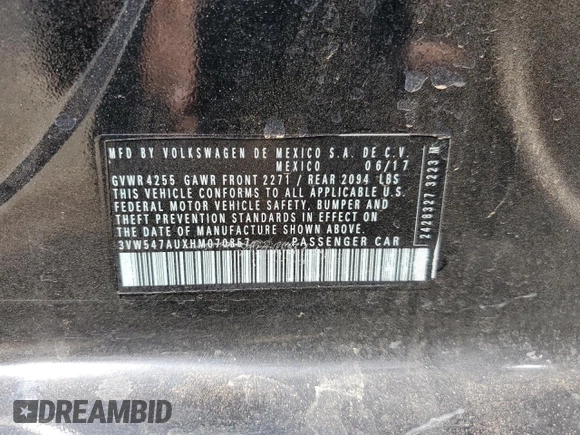 MFD BY VOLKSWAGEN DE MEXICO S.A. DE C.V.
MEXICO 06/17
GVWR 4255 GAWR FRONT 2271 / REAR 2094 LBS
THIS VEHICLE CONFORMS TO ALL APPLICABLE U.S.
FEDERAL MOTOR VEHICLE SAFETY, BUMPER AND
THEFT PREVENTION STANDARDS IN EFFECT ON THE
DATE OF MANUFACTURE SHOWN ABOVE.
3VW547AUXHM070857 PASSENGER CAR
2428327 3223 M
DREAMBID